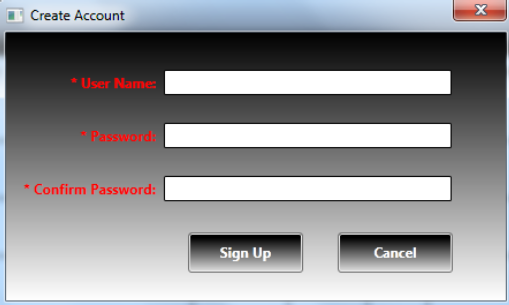 Create Account
* User Name:
* Password:
* Confirm Password:
Sign Up
Cancel